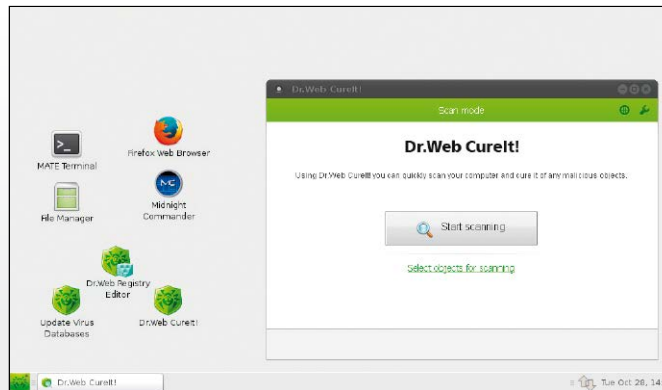 Dr.Web CureIt!
Scan mode
Dr.Web CureIt!
Using Dr.Web CureIt! you can quickly scan your computer and cure it of any malicious objects.
Start scanning
Select objects for scanning
MATE Terminal
Firefox Web Browser
File Manager
Midnight
Commander
Dr.Web Registry
Editor
Update Virus
Databases
Dr.Web CureIt!
Dr.Web CureIt!
Tue Oct 28, 14